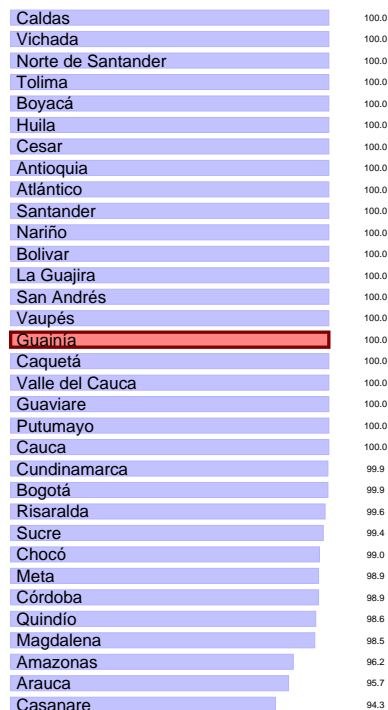 Caldas 100.0
Vichada 100.0
Norte de Santander 100.0
Tolima 100.0
Boyacá 100.0
Huila 100.0
Cesar 100.0
Antioquia 100.0
Atlántico 100.0
Santander 100.0
Nariño 100.0
Bolivar 100.0
La Guajira 100.0
San Andrés 100.0
Vaupés 100.0
Guainía 100.0
Caquetá 100.0
Valle del Cauca 100.0
Guaviare 100.0
Putumayo 100.0
Cauca 100.0
Cundinamarca 99.9
Bogotá 99.9
Risaralda 99.6
Sucre 99.4
Chocó 99.0
Meta 98.9
Córdoba 98.9
Quindío 98.6
Magdalena 98.5
Amazonas 96.2
Arauca 95.7
Casanare 94.3